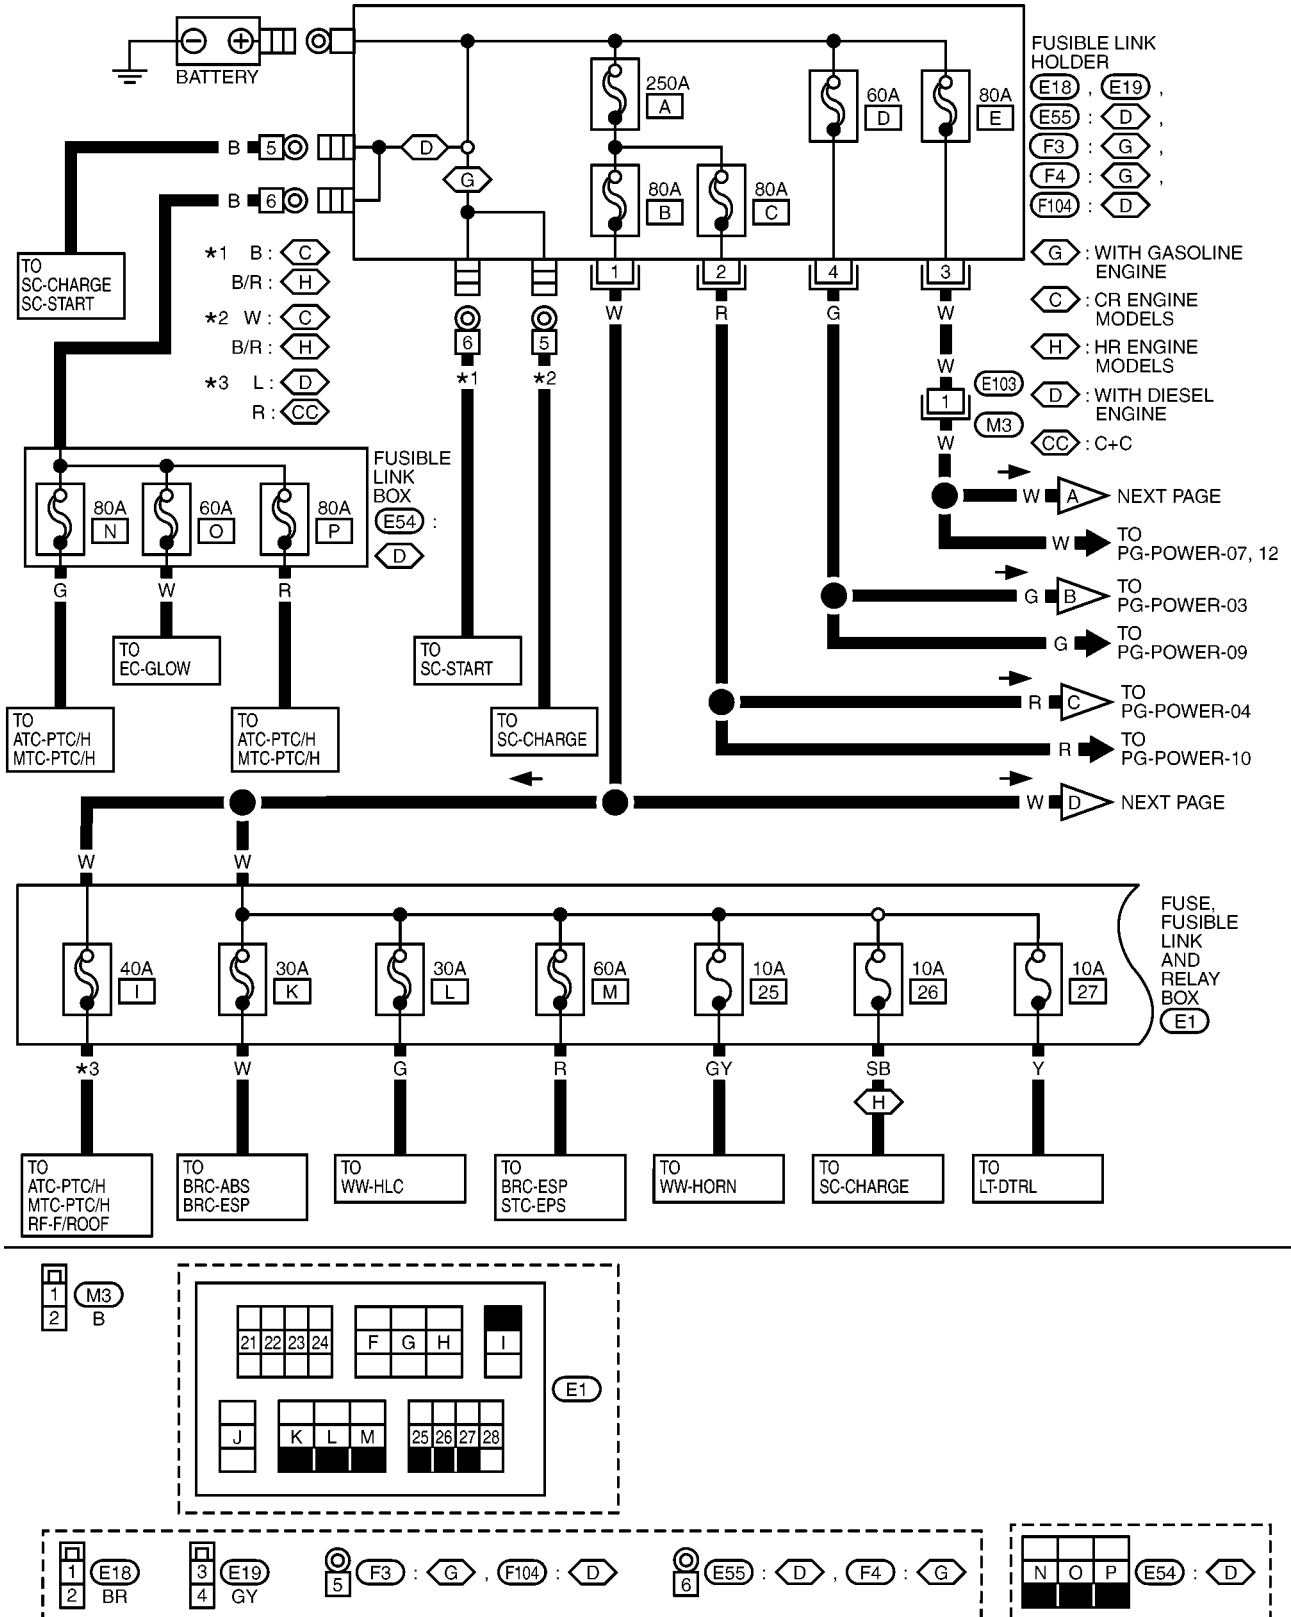 BATTERY
FUSIBLE LINK
HOLDER
E18 , E19 ,
E55 : D ,
F3 : G ,
F4 : G ,
F104 : D
250A
A
60A
D
80A
E
80A
B
80A
C
B 5
D
G
B 6
TO
SC-CHARGE
SC-START
*1 B : C
B/R : H
*2 W : C
B/R : H
*3 L : D
R : CC
1
2
4
3
W
R
G
W
6
5
*1
*2
G : WITH GASOLINE
ENGINE
C : CR ENGINE
MODELS
H : HR ENGINE
MODELS
D : WITH DIESEL
ENGINE
CC : C+C
W
1
E103
M3
W
FUSIBLE
LINK
BOX
E54 :
D
80A
N
60A
O
80A
P
G
W
R
W A NEXT PAGE
W TO
PG-POWER-07, 12
G B TO
PG-POWER-03
G TO
PG-POWER-09
R C TO
PG-POWER-04
R TO
PG-POWER-10
W D NEXT PAGE
TO
EC-GLOW
TO
SC-START
TO
ATC-PTC/H
MTC-PTC/H
TO
ATC-PTC/H
MTC-PTC/H
TO
SC-CHARGE
W
W
FUSE,
FUSIBLE
LINK
AND
RELAY
BOX
E1
40A
I
30A
K
30A
L
60A
M
10A
25
10A
26
10A
27
*3
W
G
R
GY
SB
Y
H
TO
ATC-PTC/H
MTC-PTC/H
RF-F/ROOF
TO
BRC-ABS
BRC-ESP
TO
WW-HLC
TO
BRC-ESP
STC-EPS
TO
WW-HORN
TO
SC-CHARGE
TO
LT-DTRL
1
2
M3
B
21 22 23 24
F G H
I
J
K L M
25 26 27 28
E1
1
2
E18
BR
3
4
E19
GY
5
F3 : G , F104 : D
6
E55 : D , F4 : G
N O P
E54 : D